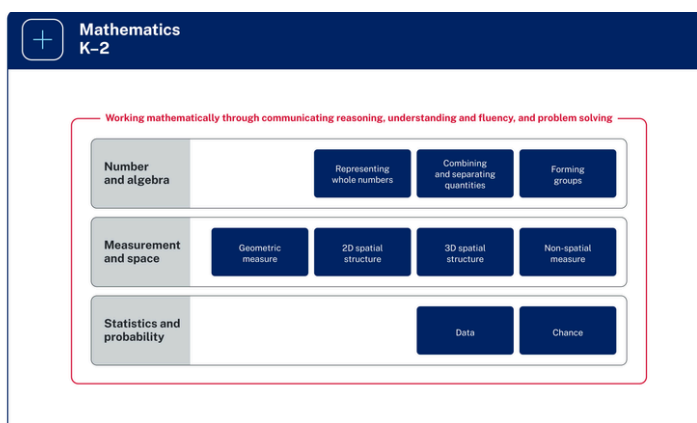 Mathematics
K–2
Working mathematically through communicating reasoning, understanding and fluency, and problem solving
Number
and algebra
Representing
whole numbers
Combining
and separating
quantities
Forming
groups
Measurement
and space
Geometric
measure
2D spatial
structure
3D spatial
structure
Non-spatial
measure
Statistics and
probability
Data
Chance